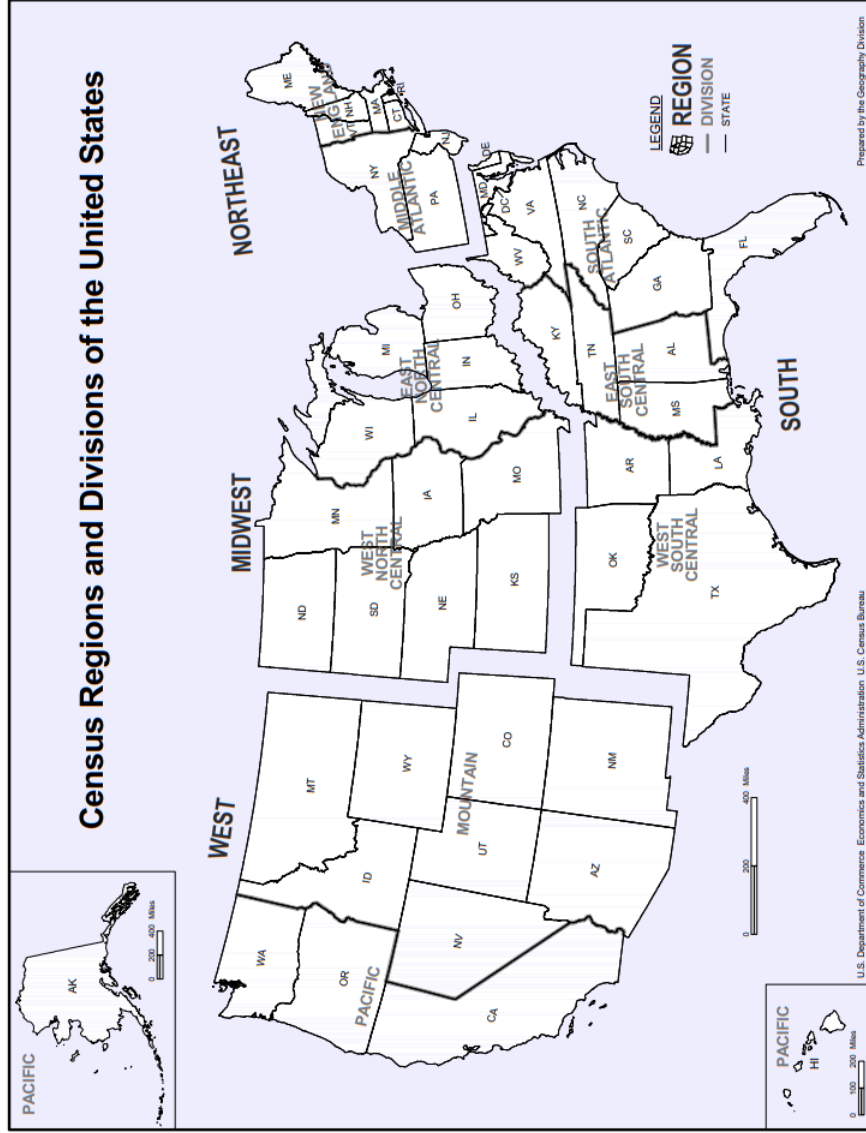 Census Regions and Divisions of the United States
PACIFIC
AK
0 200 400 Miles
WEST
MIDWEST
NORTHEAST
WA
MT
ND
MN
ME
OR
ID
WY
SD
WI
MI
NY
VT
NH
NEW
ENGLAND
MA
CT
RI
PACIFIC
MOUNTAIN
WEST
NORTH
CENTRAL
EAST
NORTH
CENTRAL
MIDDLE
ATLANTIC
NV
UT
CO
NE
IA
IL
IN
OH
PA
NJ
CA
KS
MO
WV
MD
DE
DC
VA
KY
AZ
NM
OK
AR
TN
NC
SOUTH
ATLANTIC
SC
WEST
SOUTH
CENTRAL
EAST
SOUTH
CENTRAL
TX
LA
MS
AL
GA
FL
SOUTH
LEGEND
REGION
DIVISION
STATE
PACIFIC
HI
0 100 200 Miles
0 200 400 Miles
U.S. Department of Commerce Economics and Statistics Administration U.S. Census Bureau
Prepared by the Geography Division